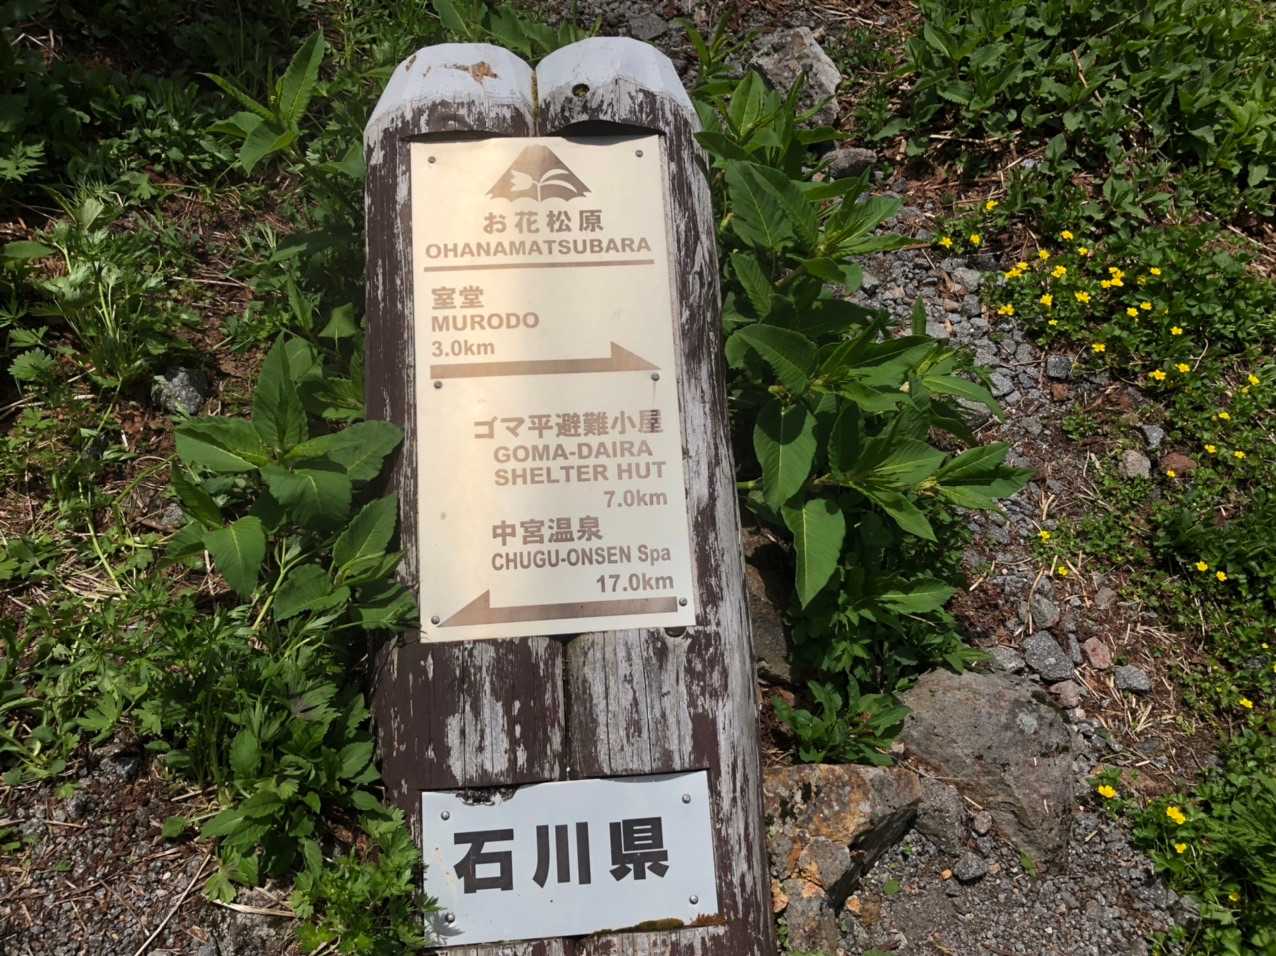 お花松原
OHANAMATSUBARA
室堂
MURODO
3.0km
ゴマ平避難小屋
GOMA-DAIRA
SHELTER HUT
7.0km
中宮温泉
CHUGU-ONSEN Spa
17.0km
石川県